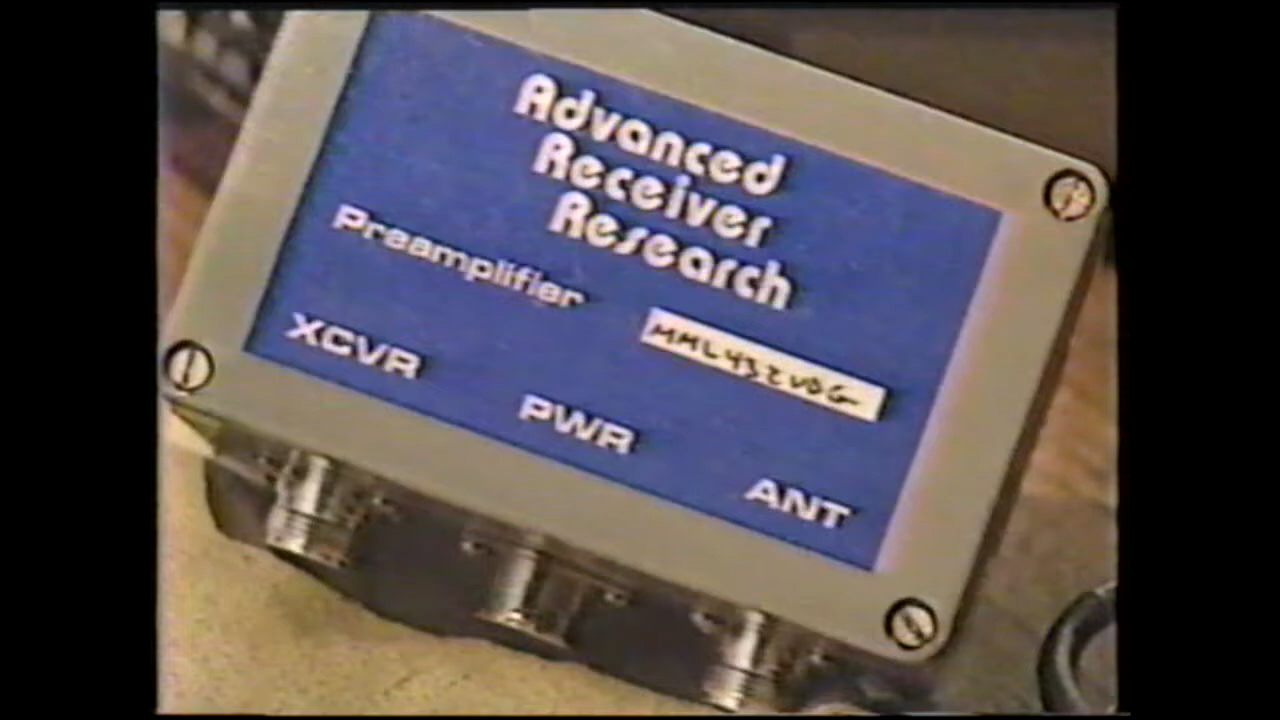 Advanced
Receiver
Research
Preamplifier
MML432VDG
XCVR
PWR
ANT